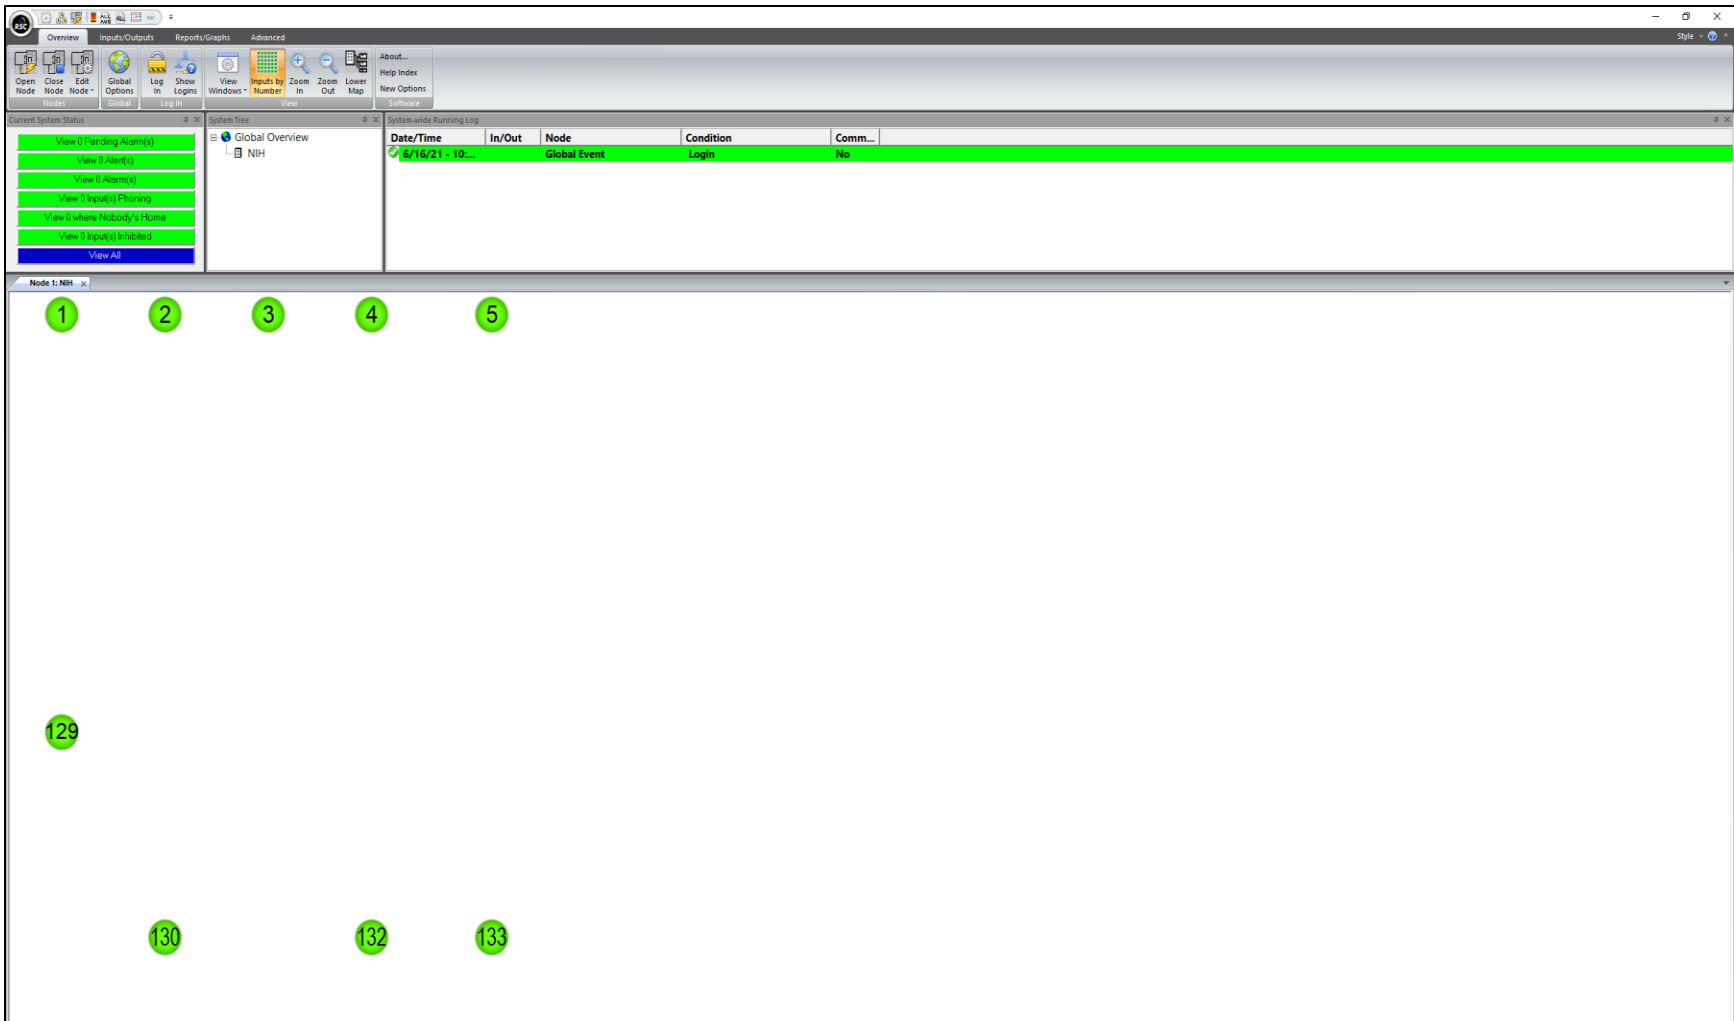 RSC
Overview Inputs/Outputs Reports/Graphs Advanced Style
Open Node Close Node Edit Node Global Options Log In Show Logins View Windows Inputs by Number Zoom In Zoom Out Lower Map
About...
Help Index
New Options
Nodes Global Log In View Software
Current System Status System Tree System-wide Running Log
View 0 Pending Alarm(s)
View 0 Alert(s)
View 0 Alarm(s)
View 0 Input(s) Phoning
View 0 where Nobody's Home
View 0 Input(s) Inhibited
View All
Global Overview
NIH
Date/Time In/Out Node Condition Comm...
6/16/21 - 10:... Global Event Login No
Node 1: NIH
1 2 3 4 5
129
130 132 133